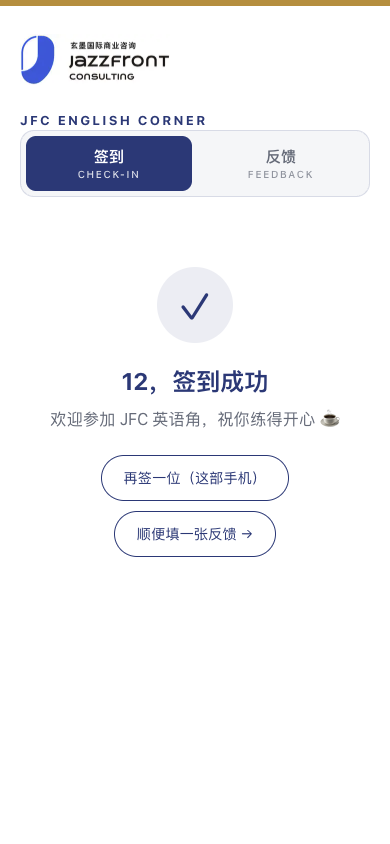 玄墨国际商业咨询
JAZZFRONT
CONSULTING
JFC ENGLISH CORNER
签到
CHECK-IN
反馈
FEEDBACK
12，签到成功
欢迎参加 JFC 英语角，祝你练得开心 ☕
再签一位（这部手机）
顺便填一张反馈 →